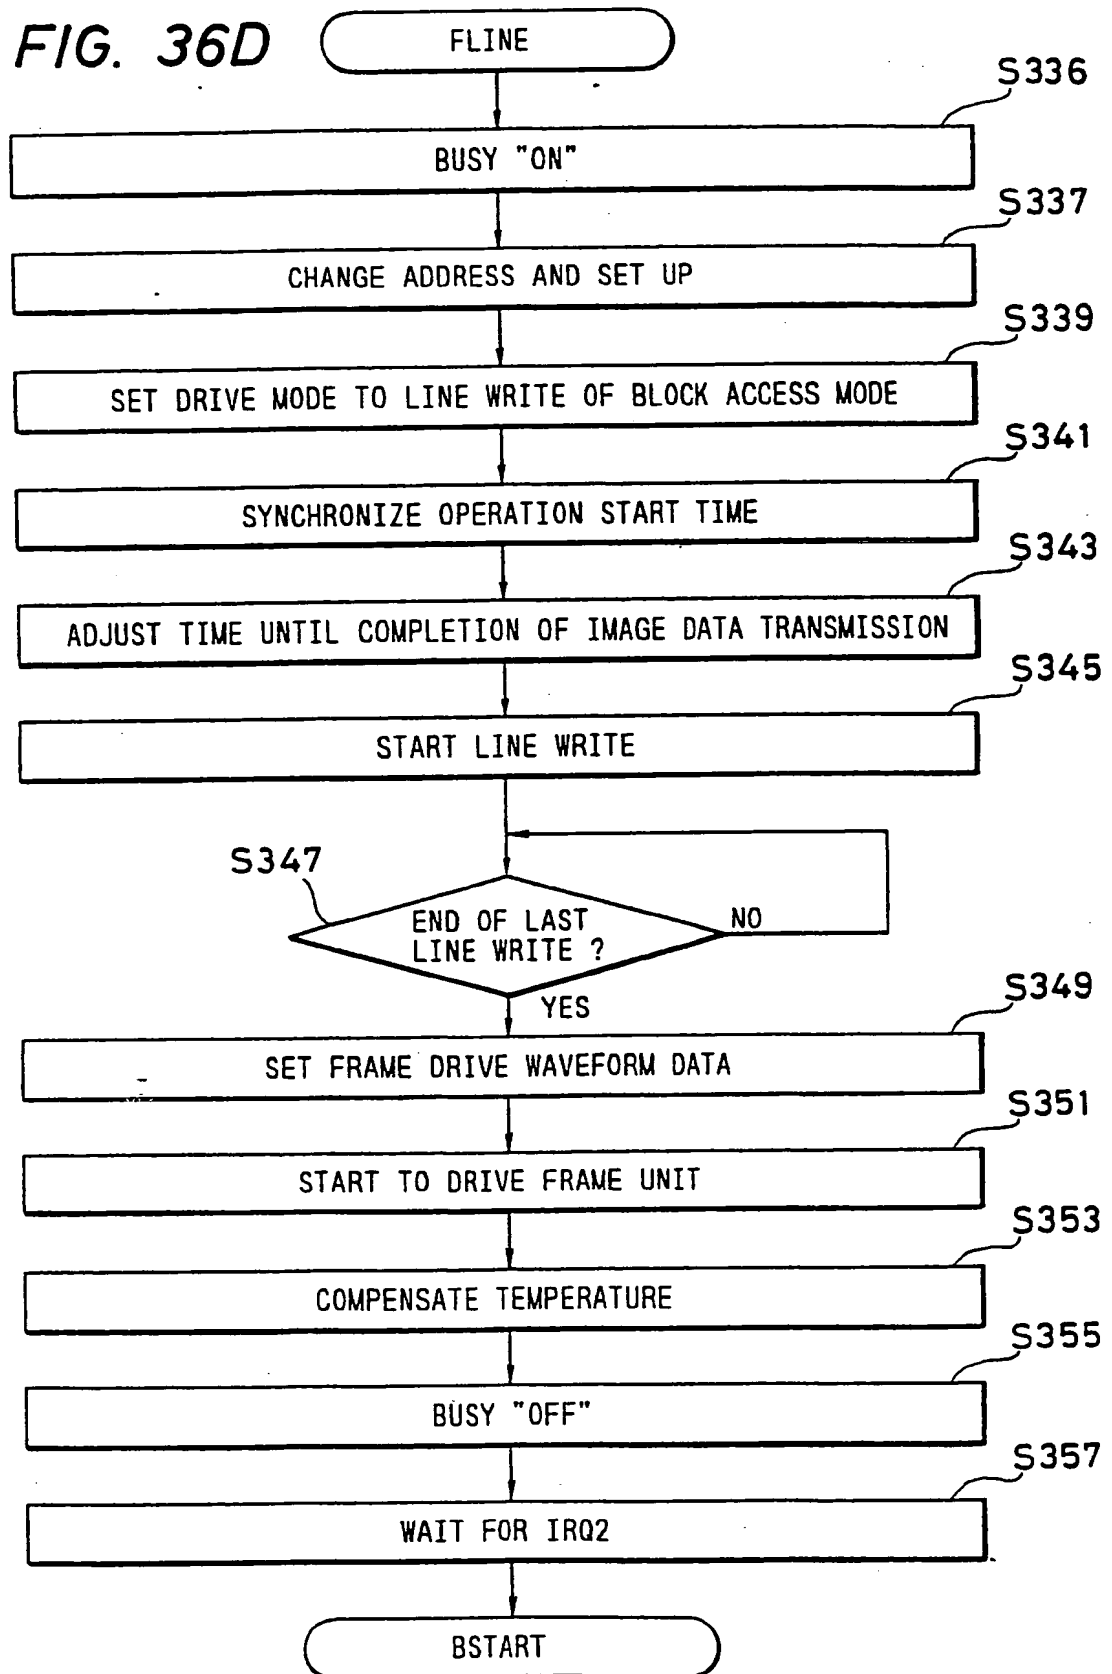 FIG. 36D
FLINE
S336
BUSY "ON"
S337
CHANGE ADDRESS AND SET UP
S339
SET DRIVE MODE TO LINE WRITE OF BLOCK ACCESS MODE
S341
SYNCHRONIZE OPERATION START TIME
S343
ADJUST TIME UNTIL COMPLETION OF IMAGE DATA TRANSMISSION
S345
START LINE WRITE
S347
END OF LAST
LINE WRITE ?
NO
YES
S349
SET FRAME DRIVE WAVEFORM DATA
S351
START TO DRIVE FRAME UNIT
S353
COMPENSATE TEMPERATURE
S355
BUSY "OFF"
S357
WAIT FOR IRQ2
BSTART